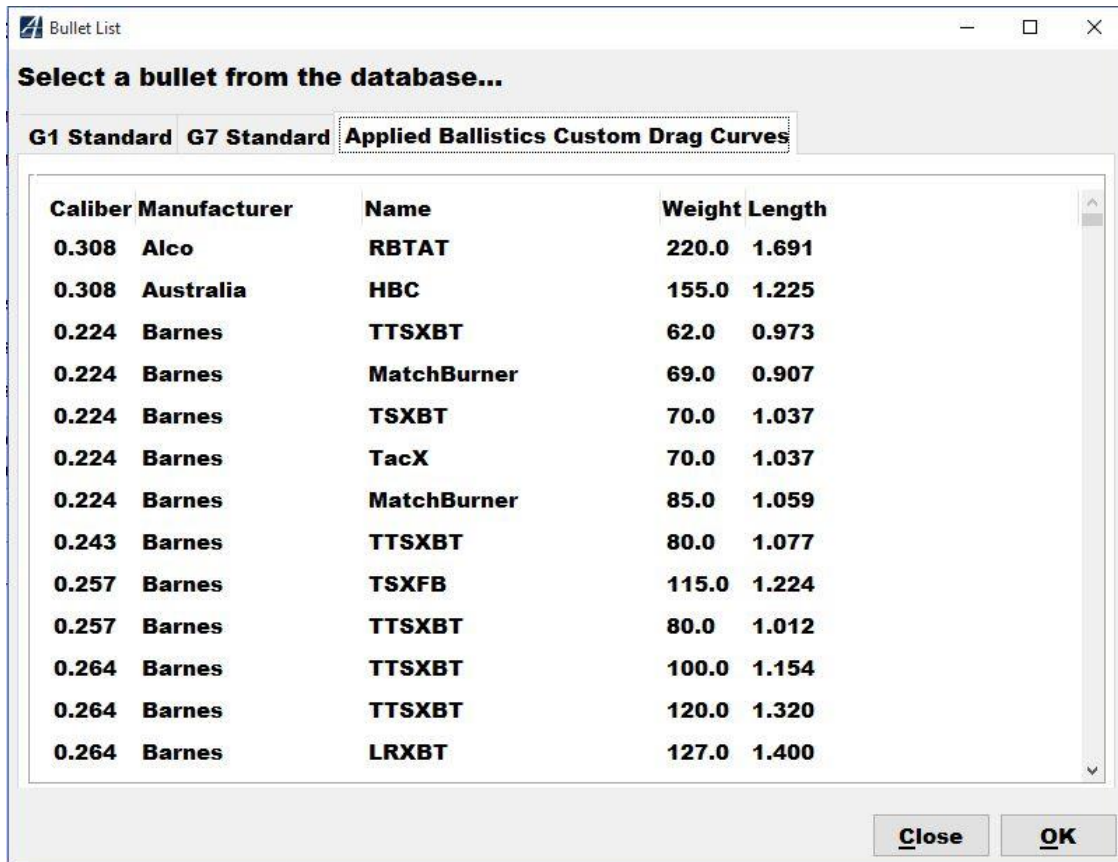 Bullet List
Select a bullet from the database...
G1 Standard G7 Standard Applied Ballistics Custom Drag Curves
Caliber Manufacturer Name Weight Length
0.308 Alco RBTAT 220.0 1.691
0.308 Australia HBC 155.0 1.225
0.224 Barnes TTSXBT 62.0 0.973
0.224 Barnes MatchBurner 69.0 0.907
0.224 Barnes TSXBT 70.0 1.037
0.224 Barnes TacX 70.0 1.037
0.224 Barnes MatchBurner 85.0 1.059
0.243 Barnes TTSXBT 80.0 1.077
0.257 Barnes TSXFB 115.0 1.224
0.257 Barnes TTSXBT 80.0 1.012
0.264 Barnes TTSXBT 100.0 1.154
0.264 Barnes TTSXBT 120.0 1.320
0.264 Barnes LRXBT 127.0 1.400
Close OK